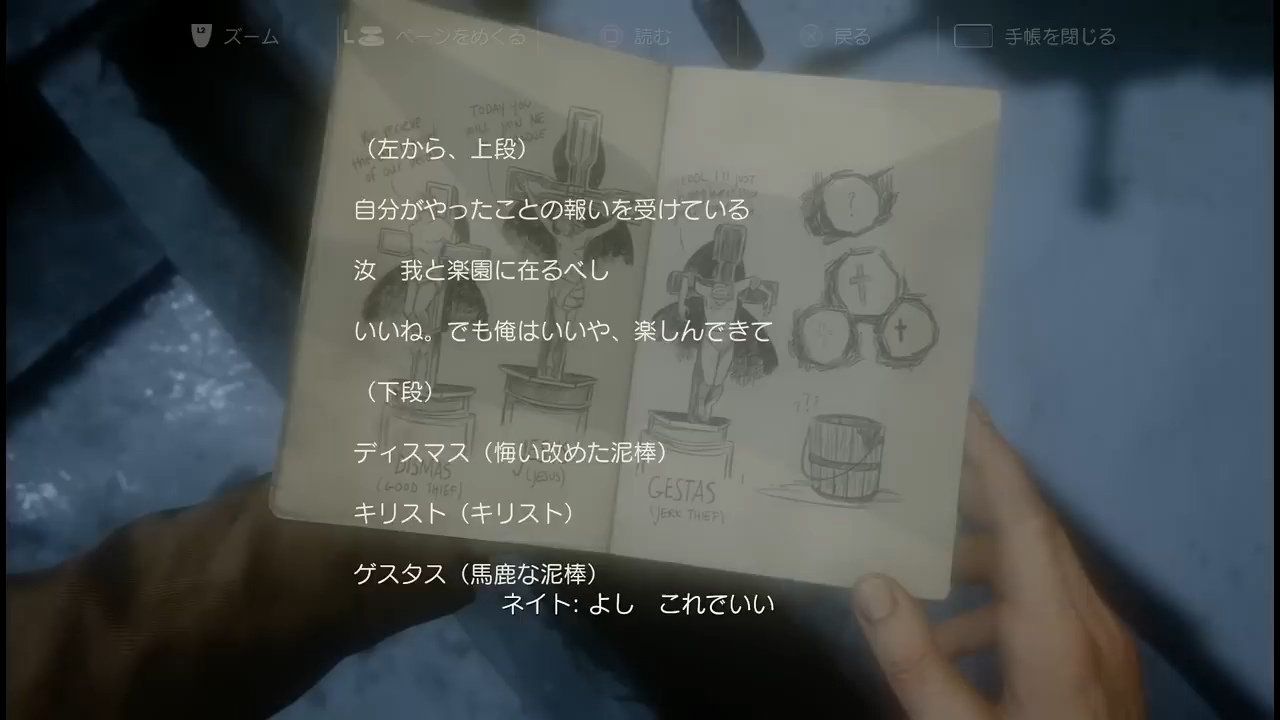 ズーム
L
ページをめくる
読む
戻る
手帳を閉じる
TODAY YOU
（左から、上段）
自分がやったことの報いを受けている
汝　我と楽園に在るべし
いいね。でも俺はいいや、楽しんできて
（下段）
ディスマス（悔い改めた泥棒）
キリスト（キリスト）
ゲスタス（馬鹿な泥棒）
ネイト: よし　これでいい
DISMAS
(GOOD THIEF)
(JESUS)
GESTAS
(JERK THIEF)
?
???